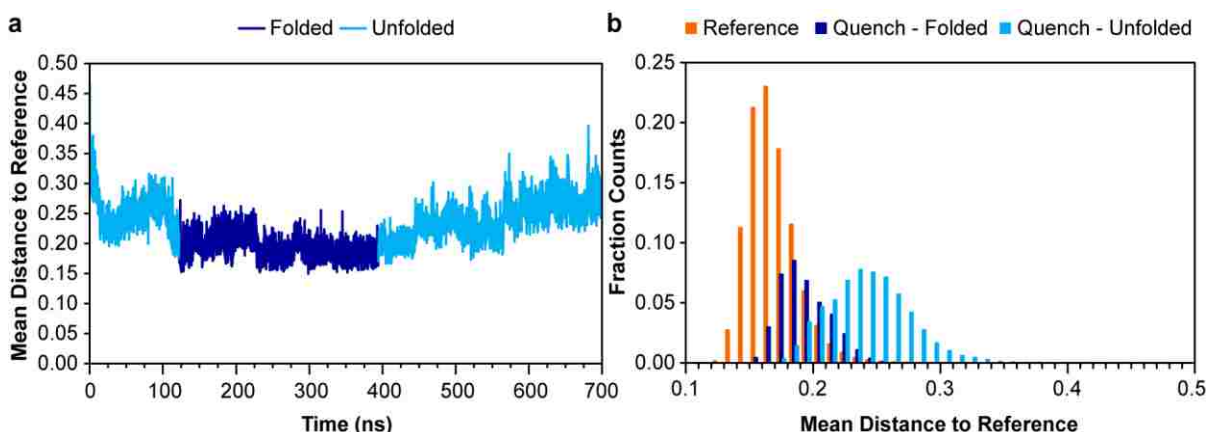 a
Folded Unfolded
Mean Distance to Reference
0.50
0.45
0.40
0.35
0.30
0.25
0.20
0.15
0.10
0.05
0.00
0 100 200 300 400 500 600 700
Time (ns)
b
Reference Quench - Folded Quench - Unfolded
Fraction Counts
0.25
0.20
0.15
0.10
0.05
0.00
0.1 0.2 0.3 0.4 0.5
Mean Distance to Reference